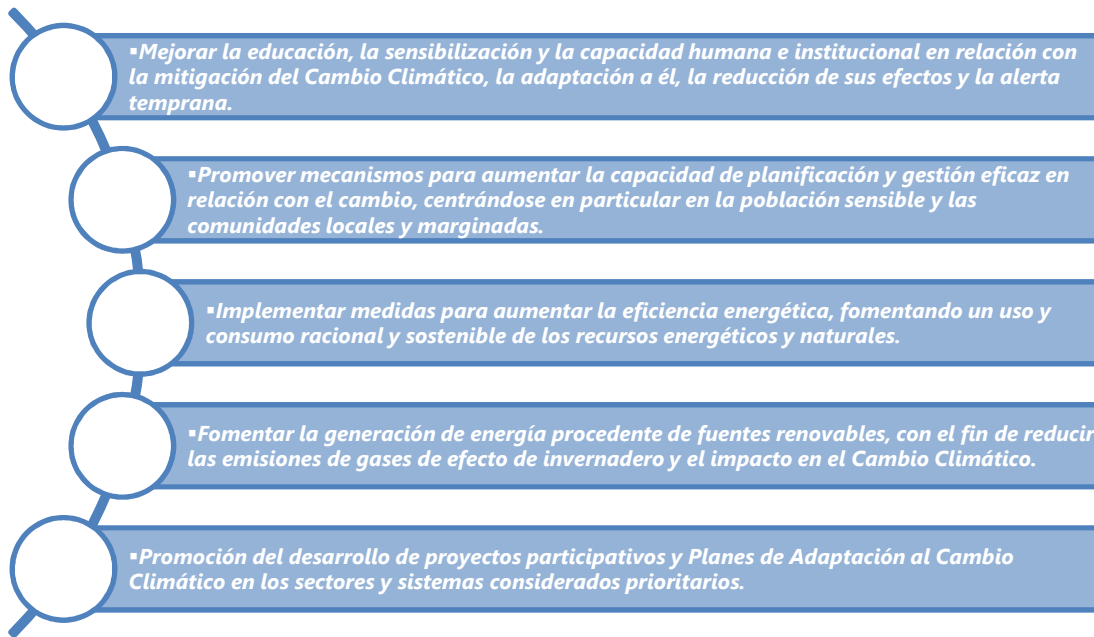 ▪Mejorar la educación, la sensibilización y la capacidad humana e institucional en relación con
la mitigación del Cambio Climático, la adaptación a él, la reducción de sus efectos y la alerta
temprana.
▪Promover mecanismos para aumentar la capacidad de planificación y gestión eficaz en
relación con el cambio, centrándose en particular en la población sensible y las
comunidades locales y marginadas.
▪Implementar medidas para aumentar la eficiencia energética, fomentando un uso y
consumo racional y sostenible de los recursos energéticos y naturales.
▪Fomentar la generación de energía procedente de fuentes renovables, con el fin de reducir
las emisiones de gases de efecto de invernadero y el impacto en el Cambio Climático.
▪Promoción del desarrollo de proyectos participativos y Planes de Adaptación al Cambio
Climático en los sectores y sistemas considerados prioritarios.